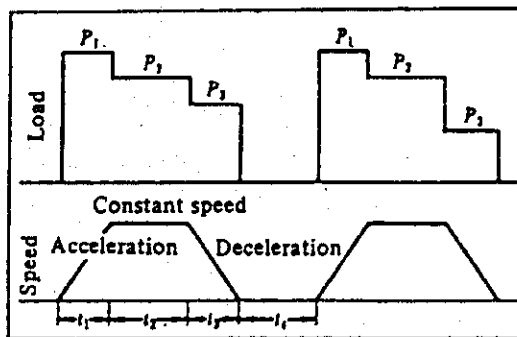 P₁ P₂ P₃ P₁ P₂ P₃
Load
Constant speed
Acceleration Deceleration
Speed
t₁ t₂ t₃ t₄